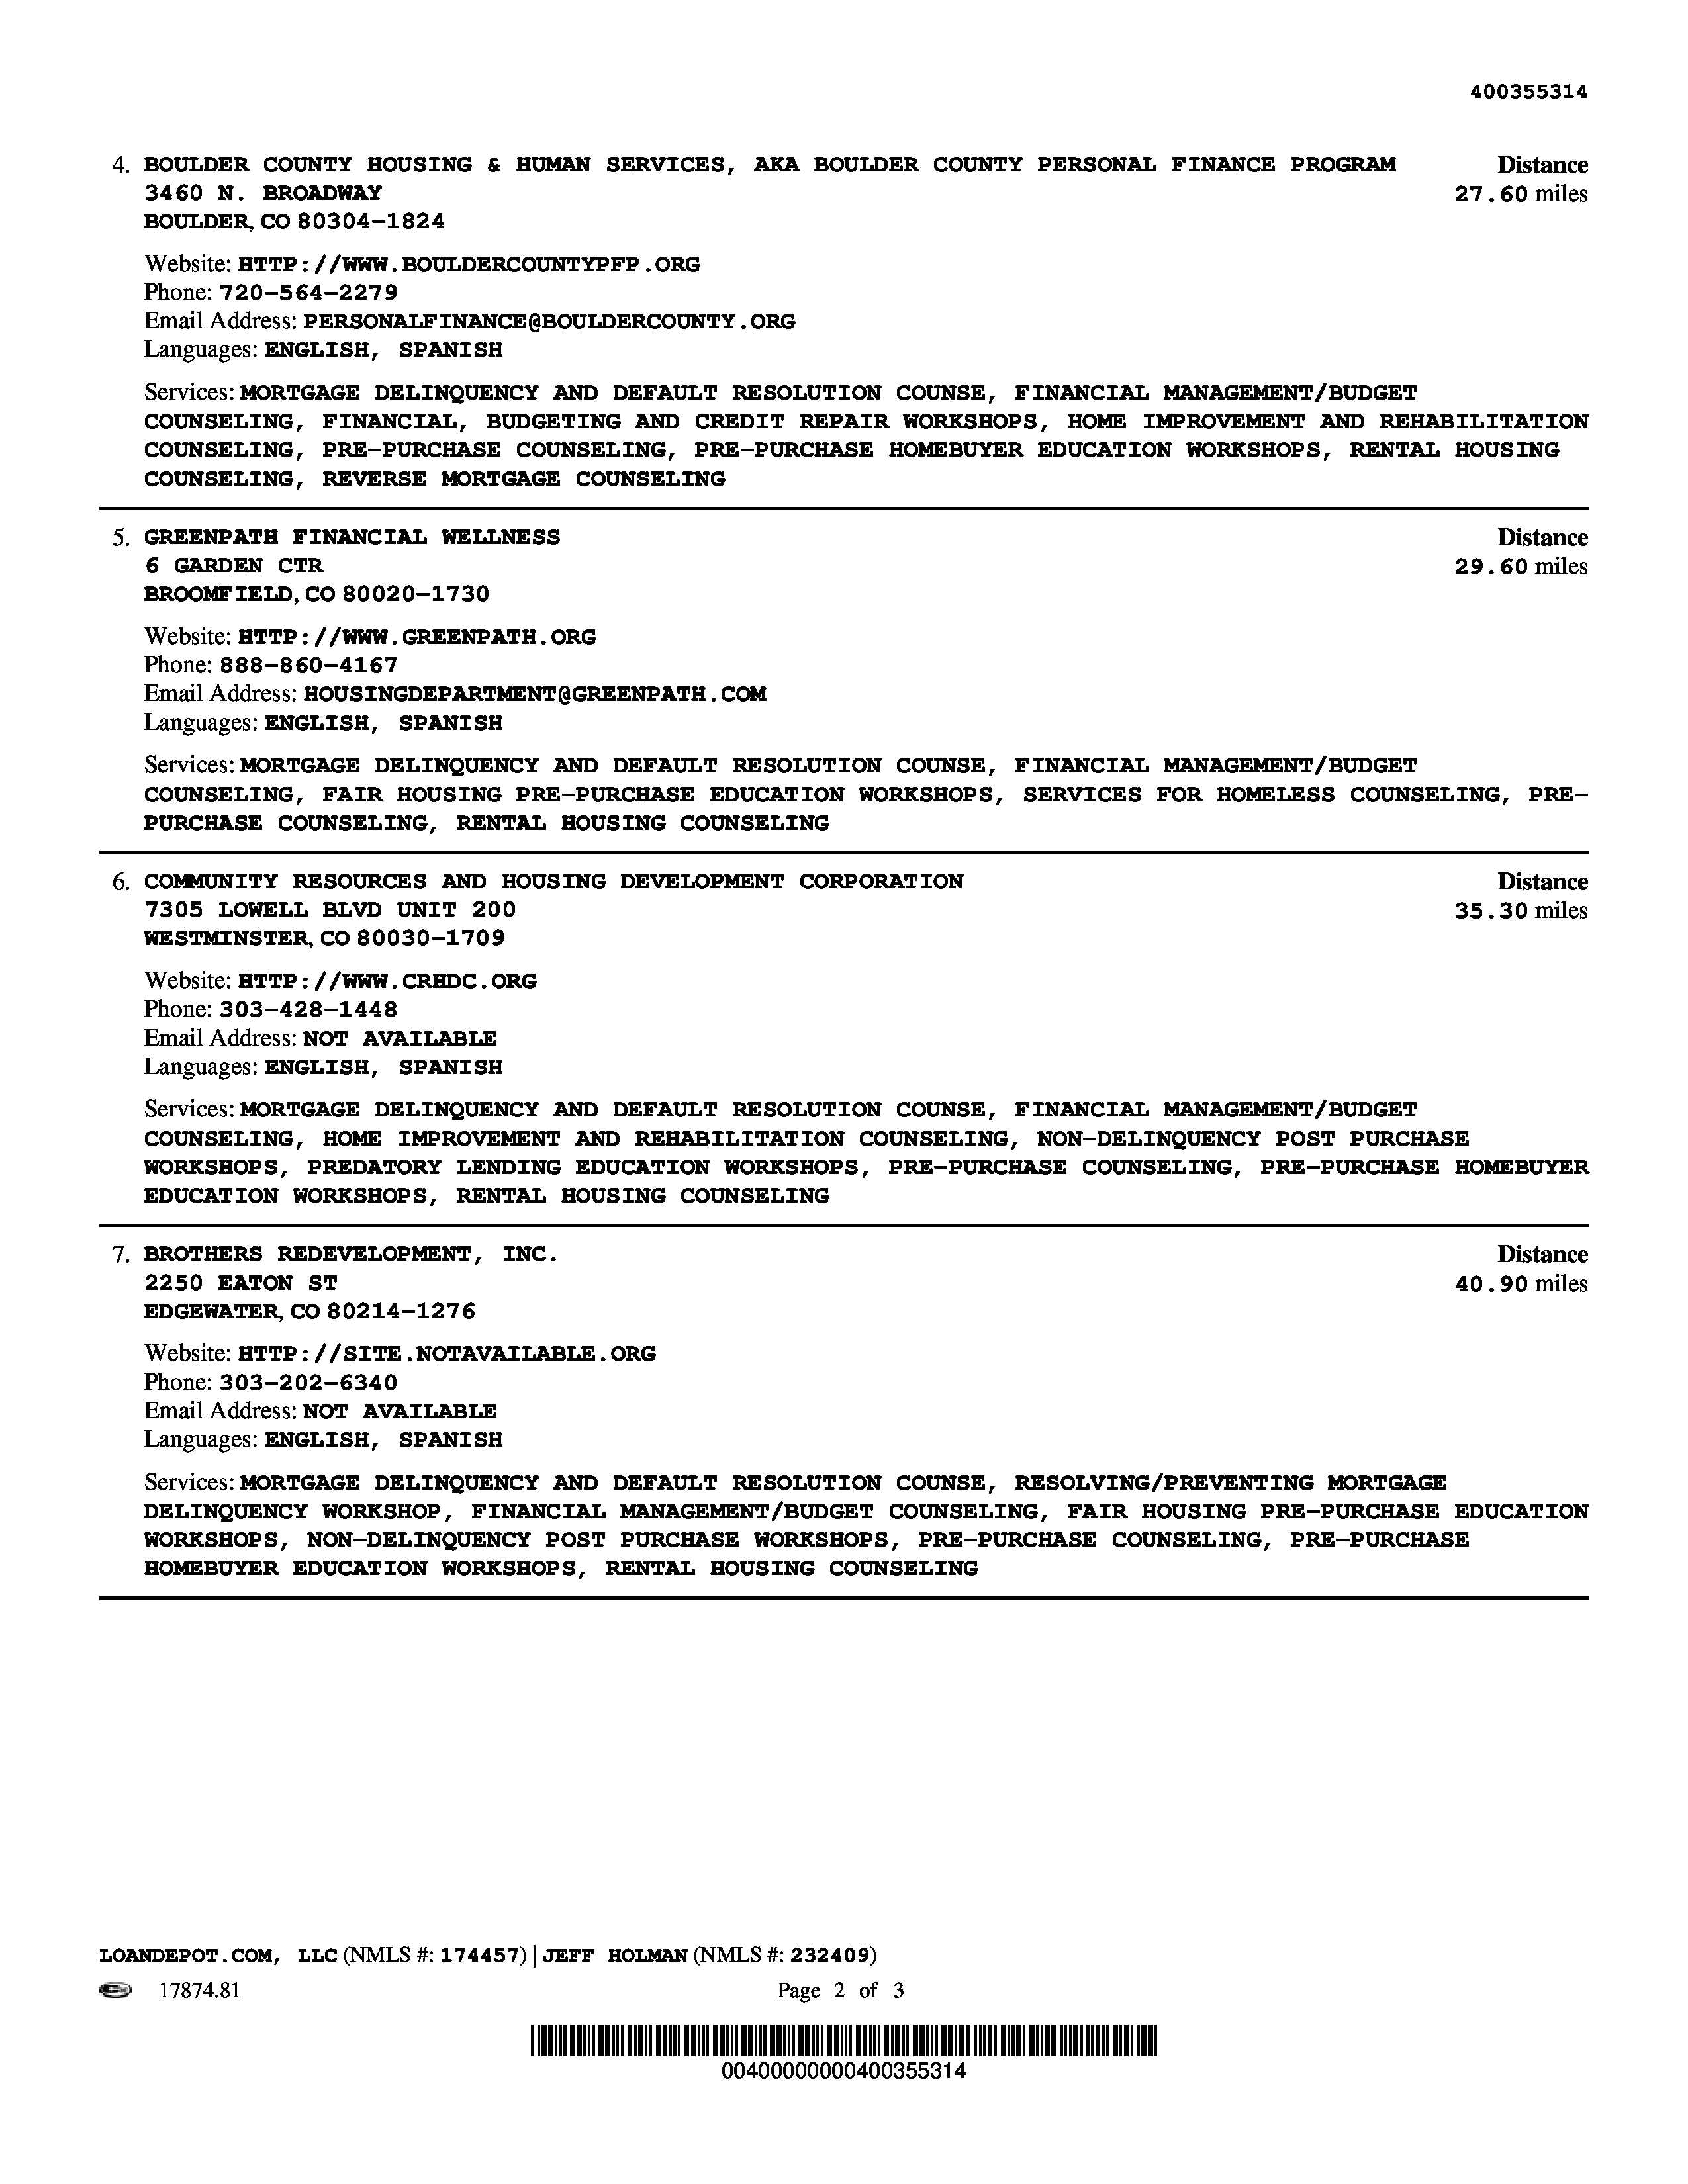 400355314
4. BOULDER COUNTY HOUSING & HUMAN SERVICES, AKA BOULDER COUNTY PERSONAL FINANCE PROGRAM Distance
3460 N. BROADWAY 27.60 miles
BOULDER, CO 80304-1824
Website: HTTP://WWW.BOULDERCOUNTYPFP.ORG
Phone: 720-564-2279
Email Address: PERSONALFINANCE@BOULDERCOUNTY.ORG
Languages: ENGLISH, SPANISH
Services: MORTGAGE DELINQUENCY AND DEFAULT RESOLUTION COUNSE, FINANCIAL MANAGEMENT/BUDGET
COUNSELING, FINANCIAL, BUDGETING AND CREDIT REPAIR WORKSHOPS, HOME IMPROVEMENT AND REHABILITATION
COUNSELING, PRE-PURCHASE COUNSELING, PRE-PURCHASE HOMEBUYER EDUCATION WORKSHOPS, RENTAL HOUSING
COUNSELING, REVERSE MORTGAGE COUNSELING
5. GREENPATH FINANCIAL WELLNESS Distance
6 GARDEN CTR 29.60 miles
BROOMFIELD, CO 80020-1730
Website: HTTP://WWW.GREENPATH.ORG
Phone: 888-860-4167
Email Address: HOUSINGDEPARTMENT@GREENPATH.COM
Languages: ENGLISH, SPANISH
Services: MORTGAGE DELINQUENCY AND DEFAULT RESOLUTION COUNSE, FINANCIAL MANAGEMENT/BUDGET
COUNSELING, FAIR HOUSING PRE-PURCHASE EDUCATION WORKSHOPS, SERVICES FOR HOMELESS COUNSELING, PRE-
PURCHASE COUNSELING, RENTAL HOUSING COUNSELING
6. COMMUNITY RESOURCES AND HOUSING DEVELOPMENT CORPORATION Distance
7305 LOWELL BLVD UNIT 200 35.30 miles
WESTMINSTER, CO 80030-1709
Website: HTTP://WWW.CRHDC.ORG
Phone: 303-428-1448
Email Address: NOT AVAILABLE
Languages: ENGLISH, SPANISH
Services: MORTGAGE DELINQUENCY AND DEFAULT RESOLUTION COUNSE, FINANCIAL MANAGEMENT/BUDGET
COUNSELING, HOME IMPROVEMENT AND REHABILITATION COUNSELING, NON-DELINQUENCY POST PURCHASE
WORKSHOPS, PREDATORY LENDING EDUCATION WORKSHOPS, PRE-PURCHASE COUNSELING, PRE-PURCHASE HOMEBUYER
EDUCATION WORKSHOPS, RENTAL HOUSING COUNSELING
7. BROTHERS REDEVELOPMENT, INC. Distance
2250 EATON ST 40.90 miles
EDGEWATER, CO 80214-1276
Website: HTTP://SITE.NOTAVAILABLE.ORG
Phone: 303-202-6340
Email Address: NOT AVAILABLE
Languages: ENGLISH, SPANISH
Services: MORTGAGE DELINQUENCY AND DEFAULT RESOLUTION COUNSE, RESOLVING/PREVENTING MORTGAGE
DELINQUENCY WORKSHOP, FINANCIAL MANAGEMENT/BUDGET COUNSELING, FAIR HOUSING PRE-PURCHASE EDUCATION
WORKSHOPS, NON-DELINQUENCY POST PURCHASE WORKSHOPS, PRE-PURCHASE COUNSELING, PRE-PURCHASE
HOMEBUYER EDUCATION WORKSHOPS, RENTAL HOUSING COUNSELING
LOANDEPOT.COM, LLC (NMLS #: 174457) | JEFF HOLMAN (NMLS #: 232409)
17874.81 Page 2 of 3
00400000000400355314